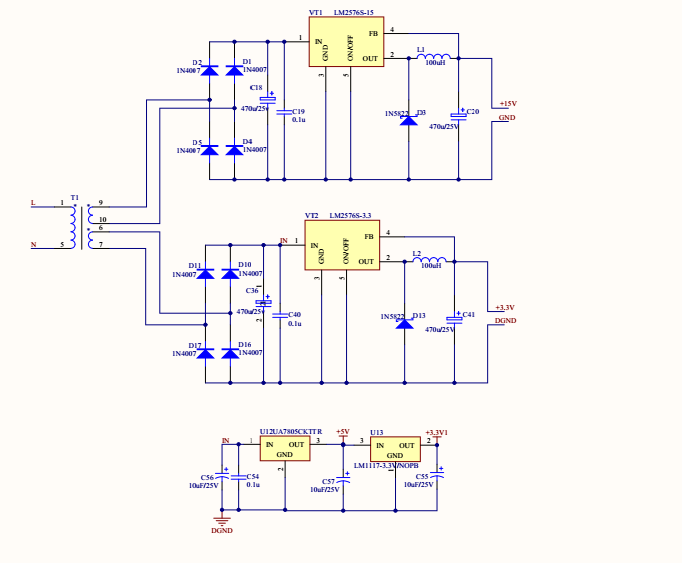 VT1 LM2576S-15
4
FB
1 IN
2
OUT
L1
100uH
GND
ON/OFF
3
5
D2
1N4007
D1
1N4007
C18
470u/25v
C19
0.1u
1N5822
D3
C20
470u/25V
+15V
GND
D5
1N4007
D4
1N4007
T1
L
1
9
10
6
N
5
7
VT2 LM2576S-3.3
4
FB
IN
1
IN
2
OUT
L2
100uH
GND
ON/OFF
3
5
D11
1N4007
D10
1N4007
1
C36
470u/25v
2
C40
0.1u
1N5822
D13
C41
470u/25V
+3.3V
DGND
D17
1N4007
D16
1N4007
U12UA7805CKTTR
IN
1
IN
OUT
3
GND
2
+5V
U13
3
IN
OUT
2
GND
1
LM1117-3.3V/NOPB
+3.3V1
C56
10uF/25V
C54
0.1u
C57
10uF/25V
C55
10uF/25V
DGND